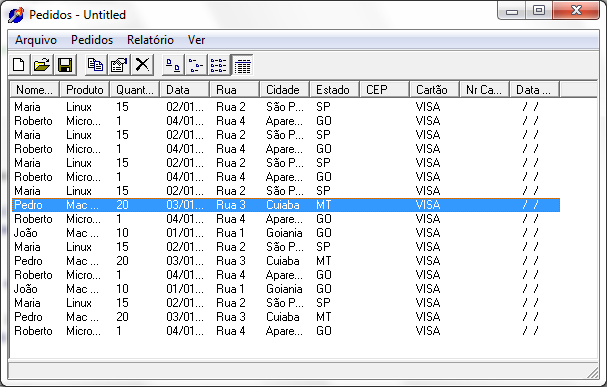 Pedidos - Untitled
Arquivo Pedidos Relatório Ver
Nome... Produto Quant... Data Rua Cidade Estado CEP Cartão Nr Ca... Data ...
Maria Linux 15 02/01... Rua 2 São P... SP VISA / /
Roberto Micro... 1 04/01... Rua 4 Apare... GO VISA / /
Maria Linux 15 02/01... Rua 2 São P... SP VISA / /
Roberto Micro... 1 04/01... Rua 4 Apare... GO VISA / /
Maria Linux 15 02/01... Rua 2 São P... SP VISA / /
Roberto Micro... 1 04/01... Rua 4 Apare... GO VISA / /
Maria Linux 15 02/01... Rua 2 São P... SP VISA / /
Pedro Mac ... 20 03/01... Rua 3 Cuiaba MT VISA / /
Roberto Micro... 1 04/01... Rua 4 Apare... GO VISA / /
João Mac ... 10 01/01... Rua 1 Goiania GO VISA / /
Maria Linux 15 02/01... Rua 2 São P... SP VISA / /
Pedro Mac ... 20 03/01... Rua 3 Cuiaba MT VISA / /
Roberto Micro... 1 04/01... Rua 4 Apare... GO VISA / /
João Mac ... 10 01/01... Rua 1 Goiania GO VISA / /
Maria Linux 15 02/01... Rua 2 São P... SP VISA / /
Pedro Mac ... 20 03/01... Rua 3 Cuiaba MT VISA / /
Roberto Micro... 1 04/01... Rua 4 Apare... GO VISA / /